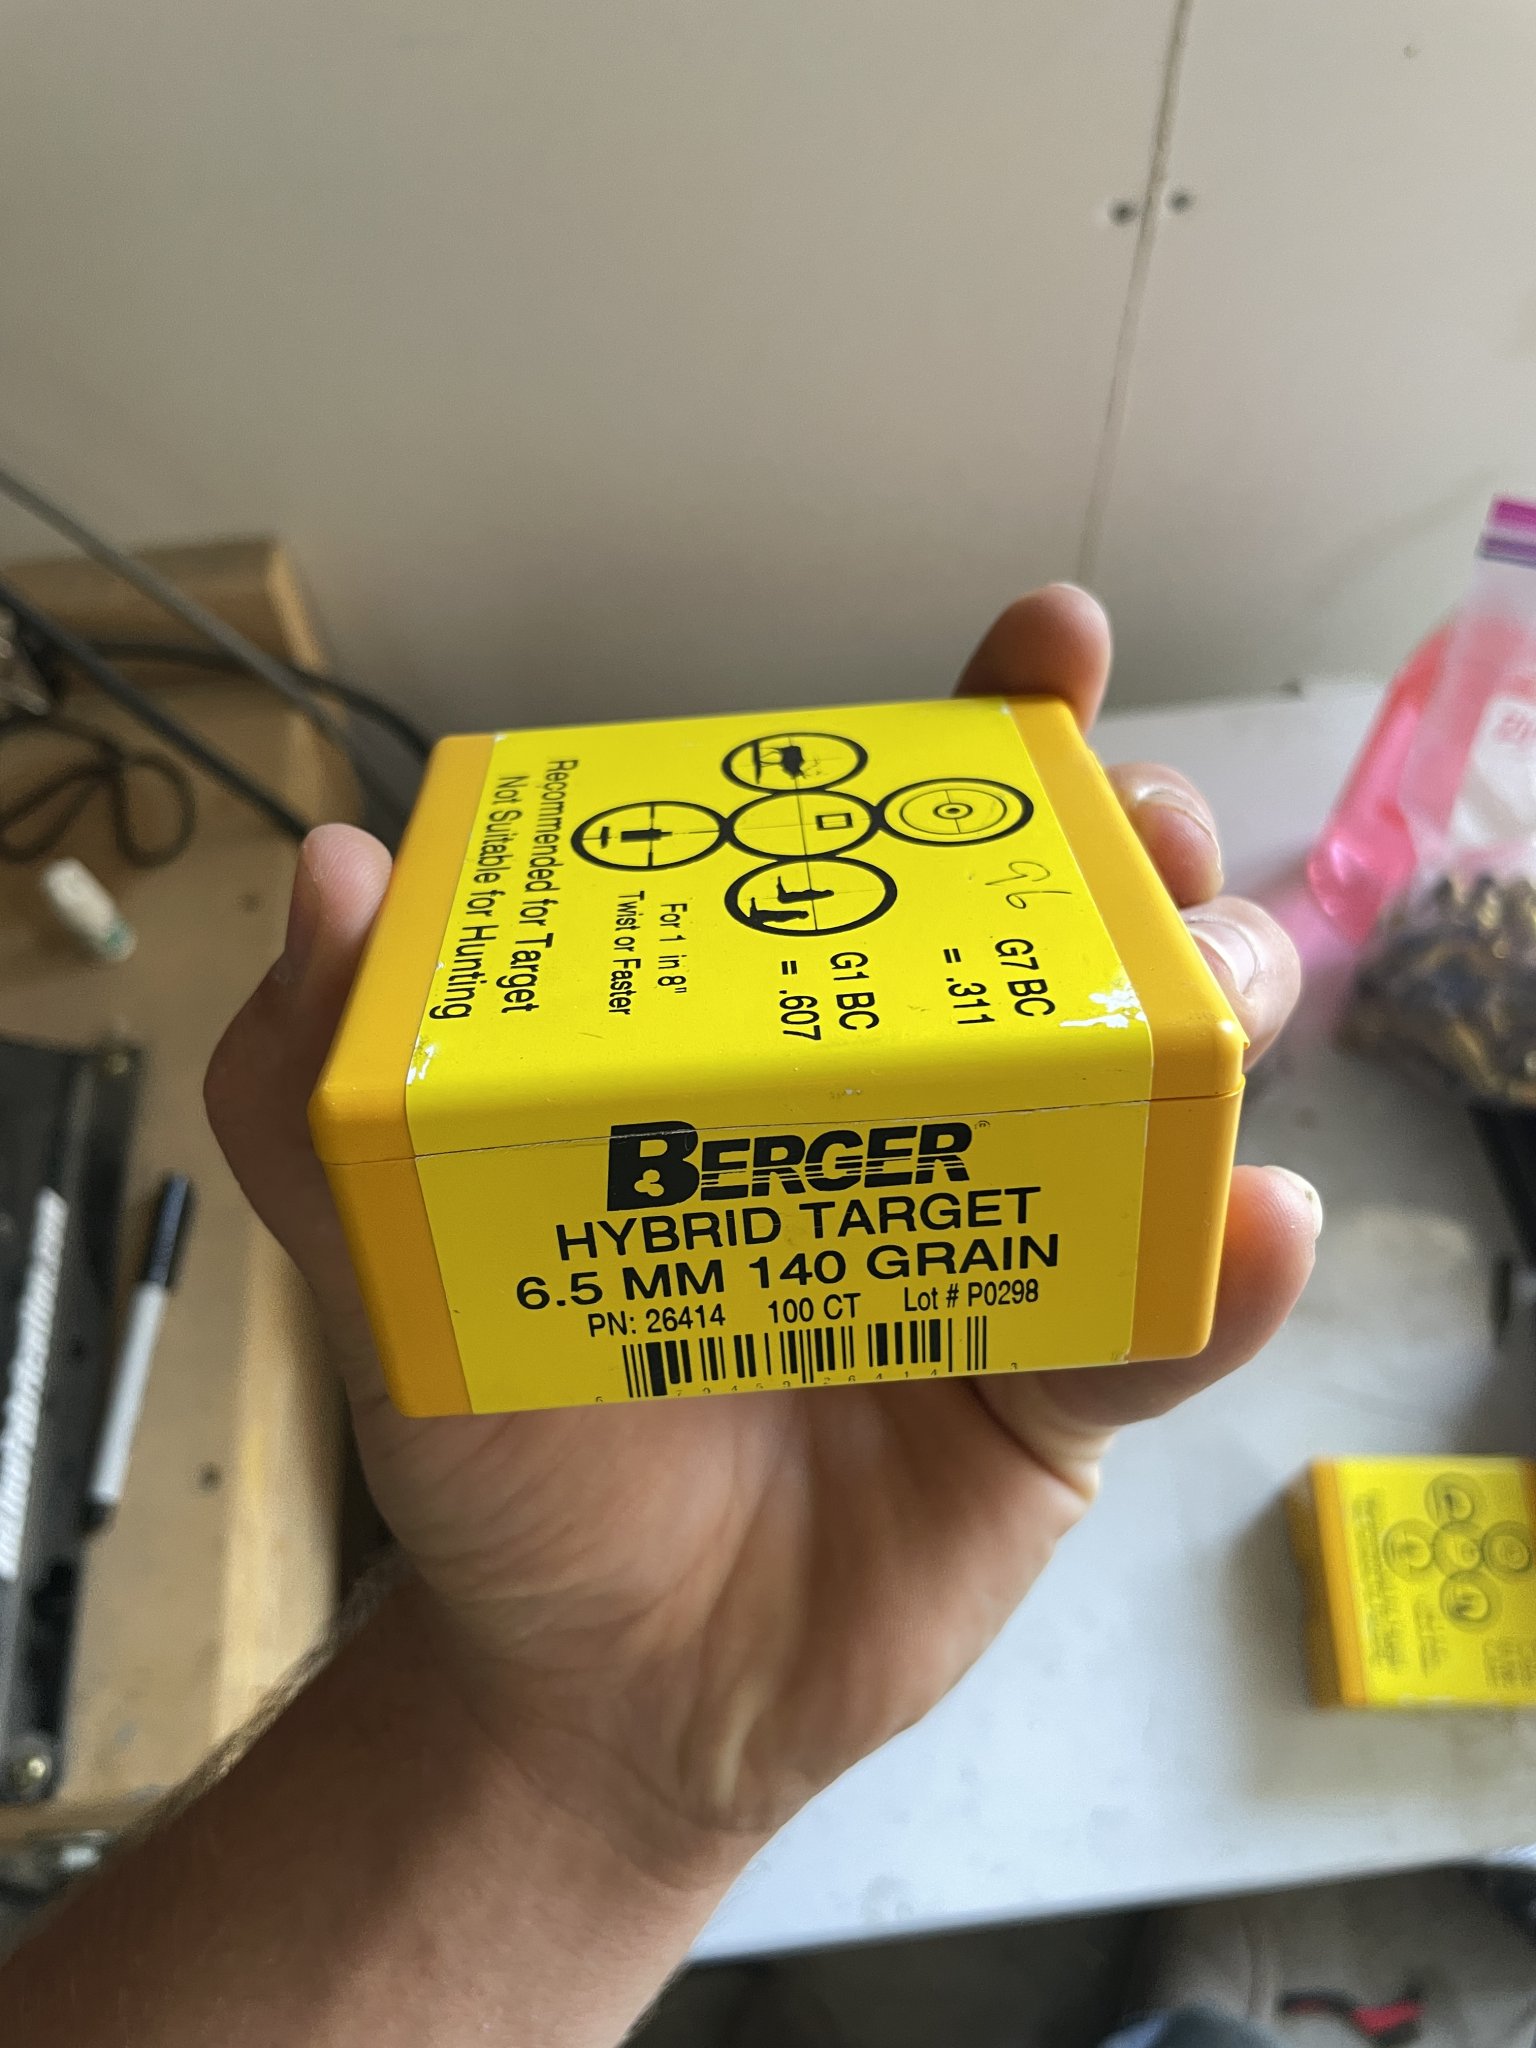 BERGER
HYBRID TARGET
6.5 MM 140 GRAIN
PN: 26414 100 CT Lot # P0298
G7 BC
= .311
G1 BC
= .607
For 1 in 8"
Twist or Faster
Recommended for Target
Not Suitable for Hunting
96